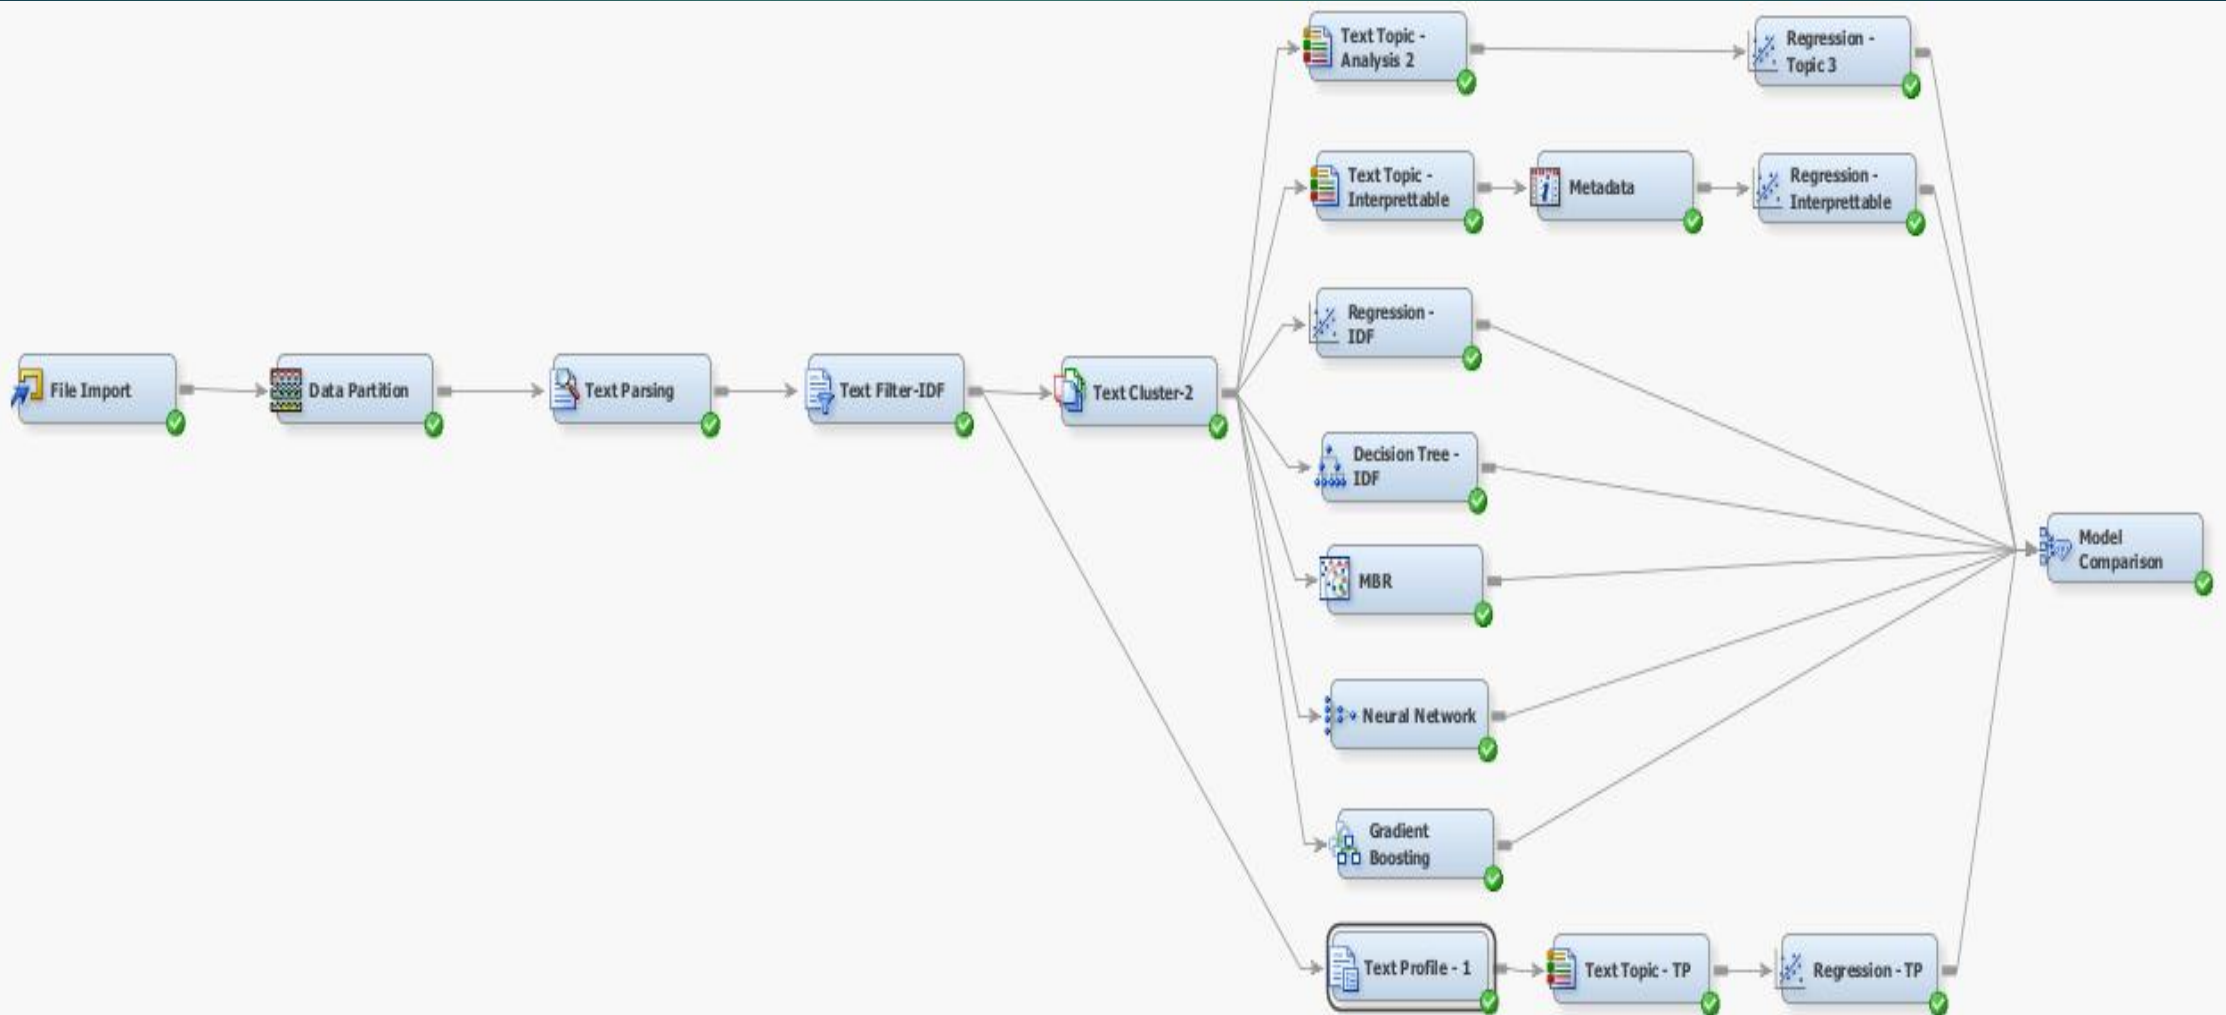 Text Topic -
Analysis 2
Regression -
Topic 3
Text Topic -
Interprettable
Metadata
Regression -
Interprettable
Regression -
IDF
File Import
Data Partition
Text Parsing
Text Filter-IDF
Text Cluster-2
Decision Tree -
IDF
Model
Comparison
MBR
Neural Network
Gradient
Boosting
Text Profile - 1
Text Topic - TP
Regression - TP